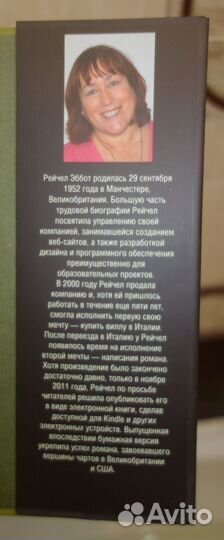 Рейчел Эббот родилась 29 сентября
1952 года в Манчестере,
Великобритания. Большую часть
трудовой биографии Рейчел
посвятила управлению своей
компанией, занимавшейся созданием
веб-сайтов, а также разработкой
дизайна и программного обеспечения
преимущественно для
образовательных проектов.
В 2000 году Рейчел продала
компанию и, хотя ей пришлось
работать в течение еще пяти лет,
смогла исполнить первую свою
мечту — купить виллу в Италии.
После переезда в Италию у Рейчел
появилось время на исполнение
второй мечты — написания романа.
Хотя произведение было закончено
достаточно давно, только в ноябре
2011 года, Рейчел по просьбе
читателей решила опубликовать его
в виде электронной книги, сделав
доступной для Kindle и других
электронных устройств. Выпущенная
впоследствии бумажная версия
укрепила успех романа, завоевавшего
вершины чартов в Великобритании
и США.
Avito